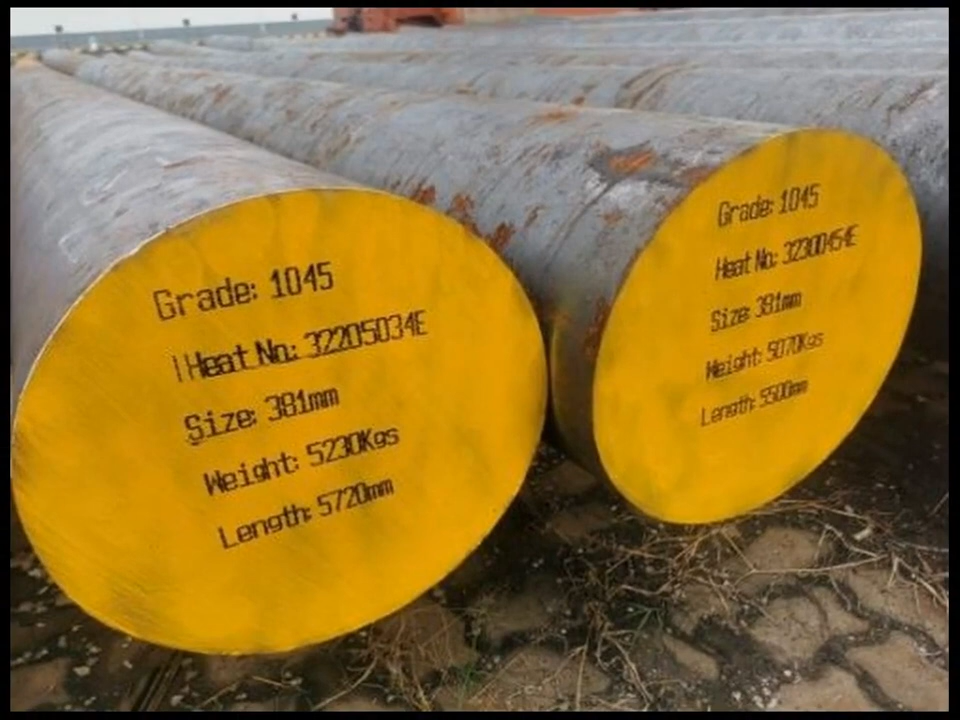 Grade: 1045
Heat No.: 32205034E
Size: 381mm
Weight: 5230Kgs
Length: 5720mm
Grade: 1045
Heat No.: 32300454E
Size: 381mm
Weight: 5070Kgs
Length: 5500mm